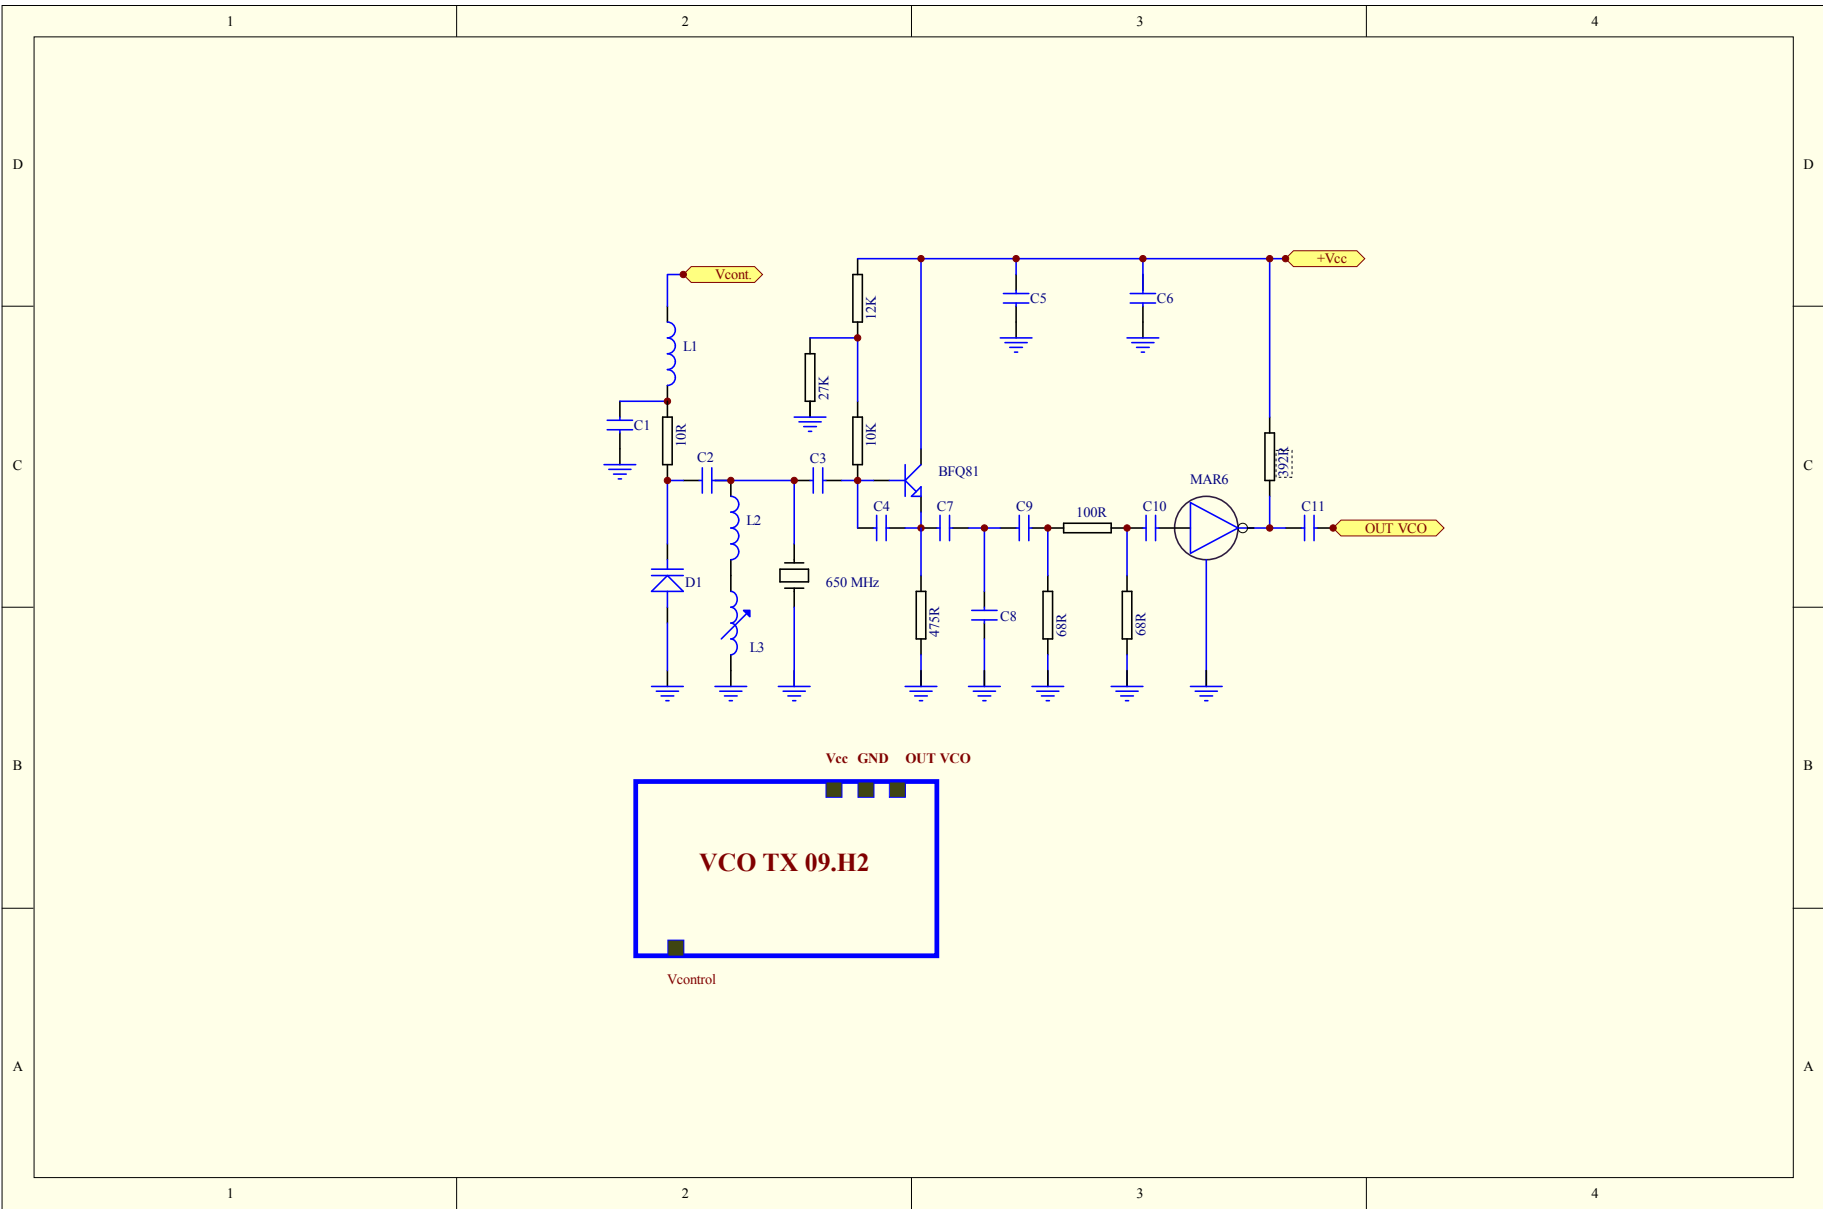 1 2 3 4
D D
+Vcc
Vcont.
C5 C6
12K
L1
27K
C1 10R 10K 392R
C C
C2 C3 BFQ81
MAR6
C4 C7 C9 100R C10 C11
L2 OUT VCO
D1 650 MHz
475R C8 68R 68R
L3
Vcc GND OUT VCO
B B
VCO TX 09.H2
Vcontrol
A A
1 2 3 4